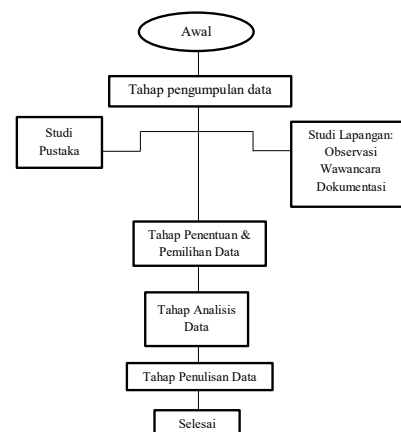 Awal
Tahap pengumpulan data
Studi
Pustaka
Studi Lapangan:
Observasi
Wawancara
Dokumentasi
Tahap Penentuan &
Pemilihan Data
Tahap Analisis
Data
Tahap Penulisan Data
Selesai